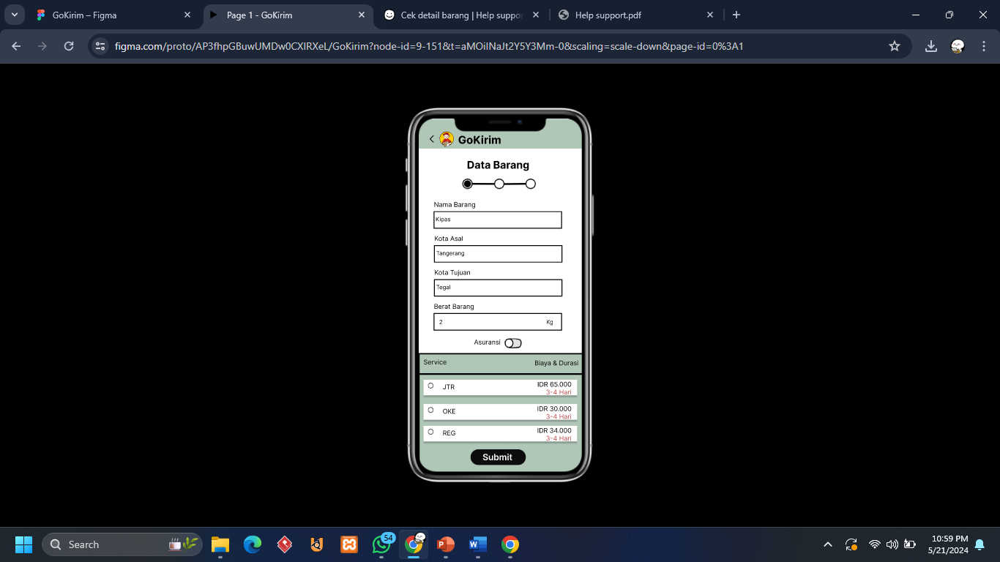 GoKirim – Figma
Page 1 - GoKirim
Cek detail barang | Help suppo
Help support.pdf
figma.com/proto/AP3fhpGBuwUMDw0CXlRXeL/GoKirim?node-id=9-151&t=aMOilNaJt2Y5Y3Mm-0&scaling=scale-down&page-id=0%3A1
GoKirim
Data Barang
Nama Barang
Kipas
Kota Asal
Tangerang
Kota Tujuan
Tegal
Berat Barang
2 Kg
Asuransi
Service Biaya & Durasi
JTR IDR 65.000
3-4 Hari
OKE IDR 30.000
3-4 Hari
REG IDR 34.000
3-4 Hari
Submit
Search
54
10:59 PM
5/21/2024